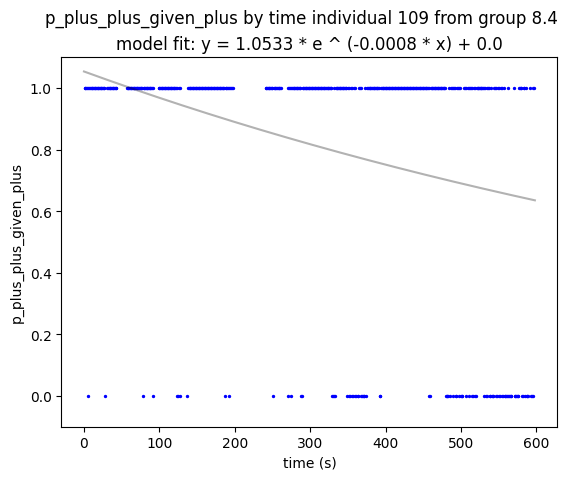 p_plus_plus_given_plus by time individual 109 from group 8.4
model fit: y = 1.0533 * e ^ (-0.0008 * x) + 0.0
1.0
0.8
0.6
0.4
0.2
0.0
p_plus_plus_given_plus
0 100 200 300 400 500 600
time (s)